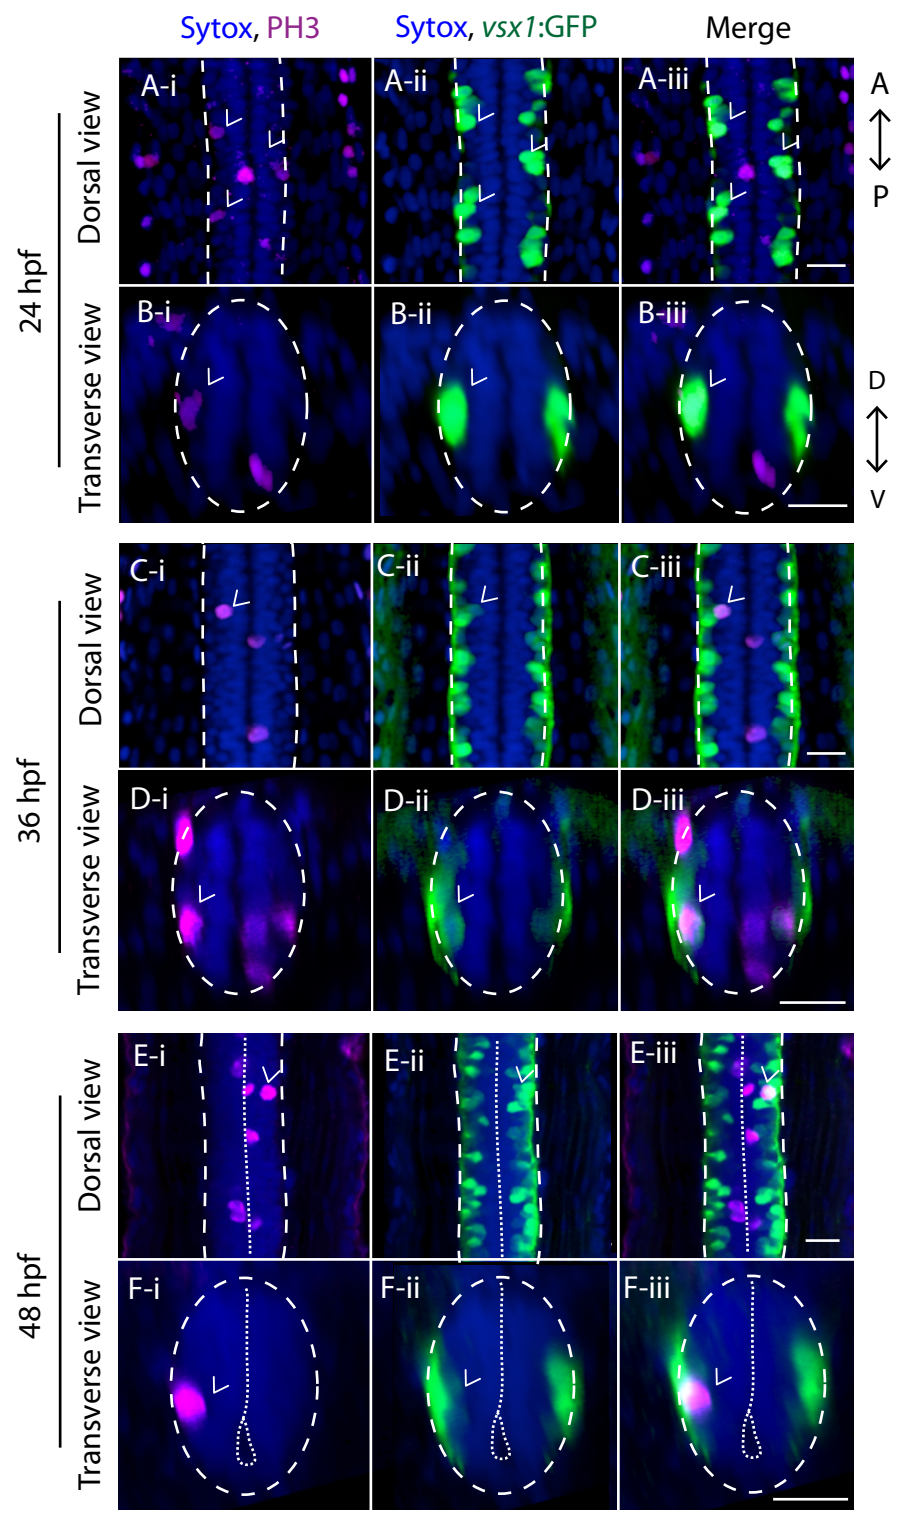 Sytox, PH3
Sytox, vsx1:GFP
Merge
24 hpf
Dorsal view
A-i
A-ii
A-iii
A
P
Transverse view
B-i
B-ii
B-iii
D
V
36 hpf
Dorsal view
C-i
C-ii
C-iii
Transverse view
D-i
D-ii
D-iii
48 hpf
Dorsal view
E-i
E-ii
E-iii
Transverse view
F-i
F-ii
F-iii